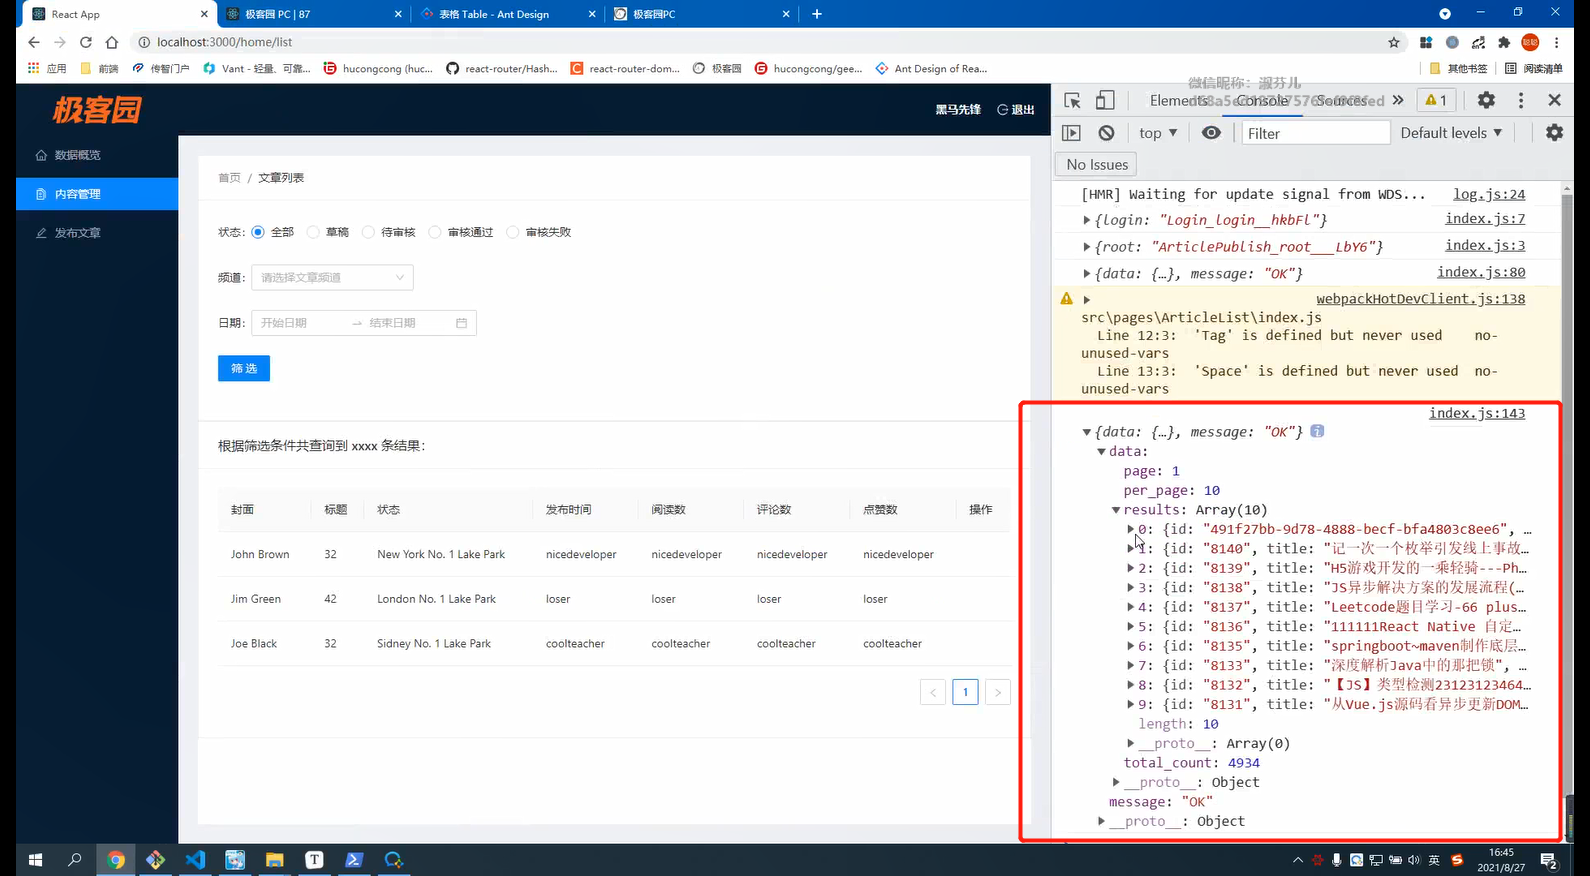 React App
极客园 PC | 87
表格 Table - Ant Design
极客园PC
localhost:3000/home/list
应用
前端
传智门户
Vant - 轻量、可靠...
hucongcong (huc...
react-router/Hash...
react-router-dom...
极客园
hucongcong/gee...
Ant Design of Rea...
其他书签
阅读清单
微信昵称：淑芬儿
极客园
黑马先锋
退出
数据概览
内容管理
发布文章
首页 / 文章列表
状态: 全部 草稿 待审核 审核通过 审核失败
频道: 请选择文章频道
日期: 开始日期 → 结束日期
筛 选
根据筛选条件共查询到 xxxx 条结果:
封面 标题 状态 发布时间 阅读数 评论数 点赞数 操作
John Brown 32 New York No. 1 Lake Park nicedeveloper nicedeveloper nicedeveloper nicedeveloper
Jim Green 42 London No. 1 Lake Park loser loser loser loser
Joe Black 32 Sidney No. 1 Lake Park coolteacher coolteacher coolteacher coolteacher
< 1 >
Elements Console Sources » 1
top Filter Default levels
No Issues
[HMR] Waiting for update signal from WDS... log.js:24
{login: "Login_login__hkbFl"} index.js:7
{root: "ArticlePublish_root___LbY6"} index.js:3
{data: {…}, message: "OK"} index.js:80
webpackHotDevClient.js:138
src\pages\ArticleList\index.js
Line 12:3: 'Tag' is defined but never used no-
unused-vars
Line 13:3: 'Space' is defined but never used no-
unused-vars
index.js:143
{data: {…}, message: "OK"}
data:
page: 1
per_page: 10
results: Array(10)
0: {id: "491f27bb-9d78-4888-becf-bfa4803c8ee6", …
1: {id: "8140", title: "记一次一个枚举引发线上事故…
2: {id: "8139", title: "H5游戏开发的一乘轻骑---Ph…
3: {id: "8138", title: "JS异步解决方案的发展流程(…
4: {id: "8137", title: "Leetcode题目学习-66 plus…
5: {id: "8136", title: "111111React Native 自定…
6: {id: "8135", title: "springboot~maven制作底层…
7: {id: "8133", title: "深度解析Java中的那把锁", …
8: {id: "8132", title: "【JS】类型检测23123123464…
9: {id: "8131", title: "从Vue.js源码看异步更新DOM…
length: 10
__proto__: Array(0)
total_count: 4934
__proto__: Object
message: "OK"
__proto__: Object
英
16:45
2021/8/27
2